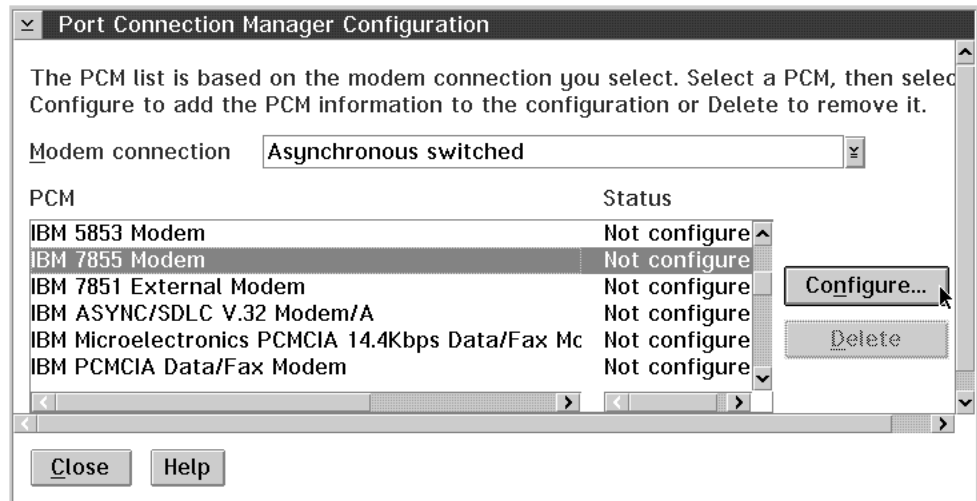 Port Connection Manager Configuration
The PCM list is based on the modem connection you select. Select a PCM, then selec
Configure to add the PCM information to the configuration or Delete to remove it.
Modem connection Asynchronous switched
PCM Status
IBM 5853 Modem Not configure
IBM 7855 Modem Not configure
IBM 7851 External Modem Not configure
IBM ASYNC/SDLC V.32 Modem/A Not configure
IBM Microelectronics PCMCIA 14.4Kbps Data/Fax Mc Not configure
IBM PCMCIA Data/Fax Modem Not configure
Configure...
Delete
Close Help